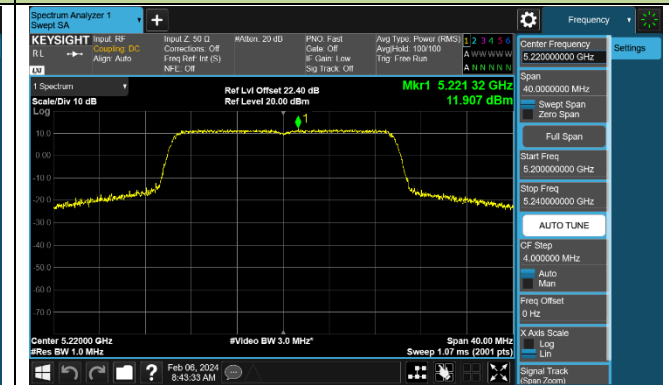 Spectrum Analyzer 1
Swept SA
Frequency
KEYSIGHT
RL
LXI
Input: RF
Coupling: DC
Align: Auto
Input Z: 50 Ω
Corrections: Off
Freq Ref: Int (S)
NFE: Off
#Atten: 20 dB
PNO: Fast
Gate: Off
IF Gain: Low
Sig Track: Off
Avg Type: Power (RMS)
Avg|Hold: 100/100
Trig: Free Run
1 2 3 4 5 6
A W W W W W
A N N N N N
1 Spectrum
Scale/Div 10 dB
Log
Ref Lvl Offset 22.40 dB
Ref Level 20.00 dBm
Mkr1 5.221 32 GHz
11.907 dBm
1
10.0
0.00
-10.0
-20.0
-30.0
-40.0
-50.0
-60.0
-70.0
Center 5.22000 GHz
#Res BW 1.0 MHz
#Video BW 3.0 MHz*
Span 40.00 MHz
Sweep 1.07 ms (2001 pts)
Feb 06, 2024
8:43:33 AM
Center Frequency
5.220000000 GHz
Span
40.0000000 MHz
Swept Span
Zero Span
Full Span
Start Freq
5.200000000 GHz
Stop Freq
5.240000000 GHz
AUTO TUNE
CF Step
4.000000 MHz
Auto
Man
Freq Offset
0 Hz
X Axis Scale
Log
Lin
Signal Track
(Span Zoom)
Settings